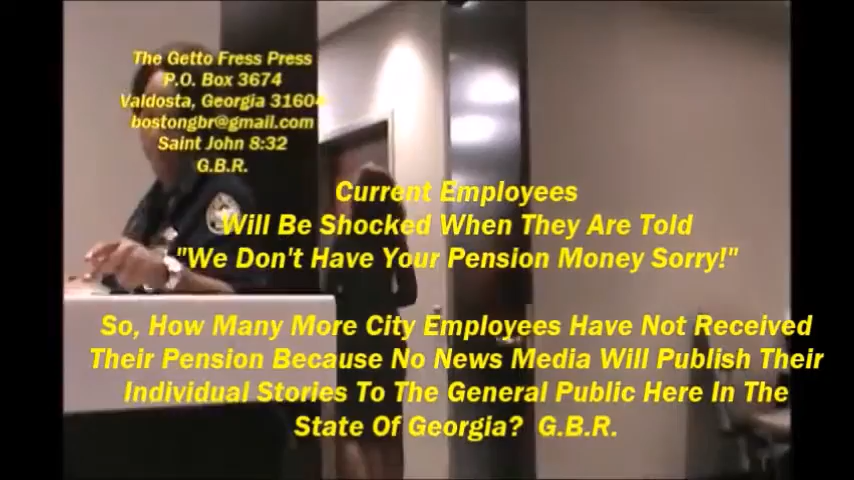 The Getto Fress Press
P.O. Box 3674
Valdosta, Georgia 31604
bostongbr@gmail.com
Saint John 8:32
G.B.R.
Current Employees
Will Be Shocked When They Are Told
"We Don't Have Your Pension Money Sorry!"
So, How Many More City Employees Have Not Received
Their Pension Because No News Media Will Publish Their
Individual Stories To The General Public Here In The
State Of Georgia?  G.B.R.